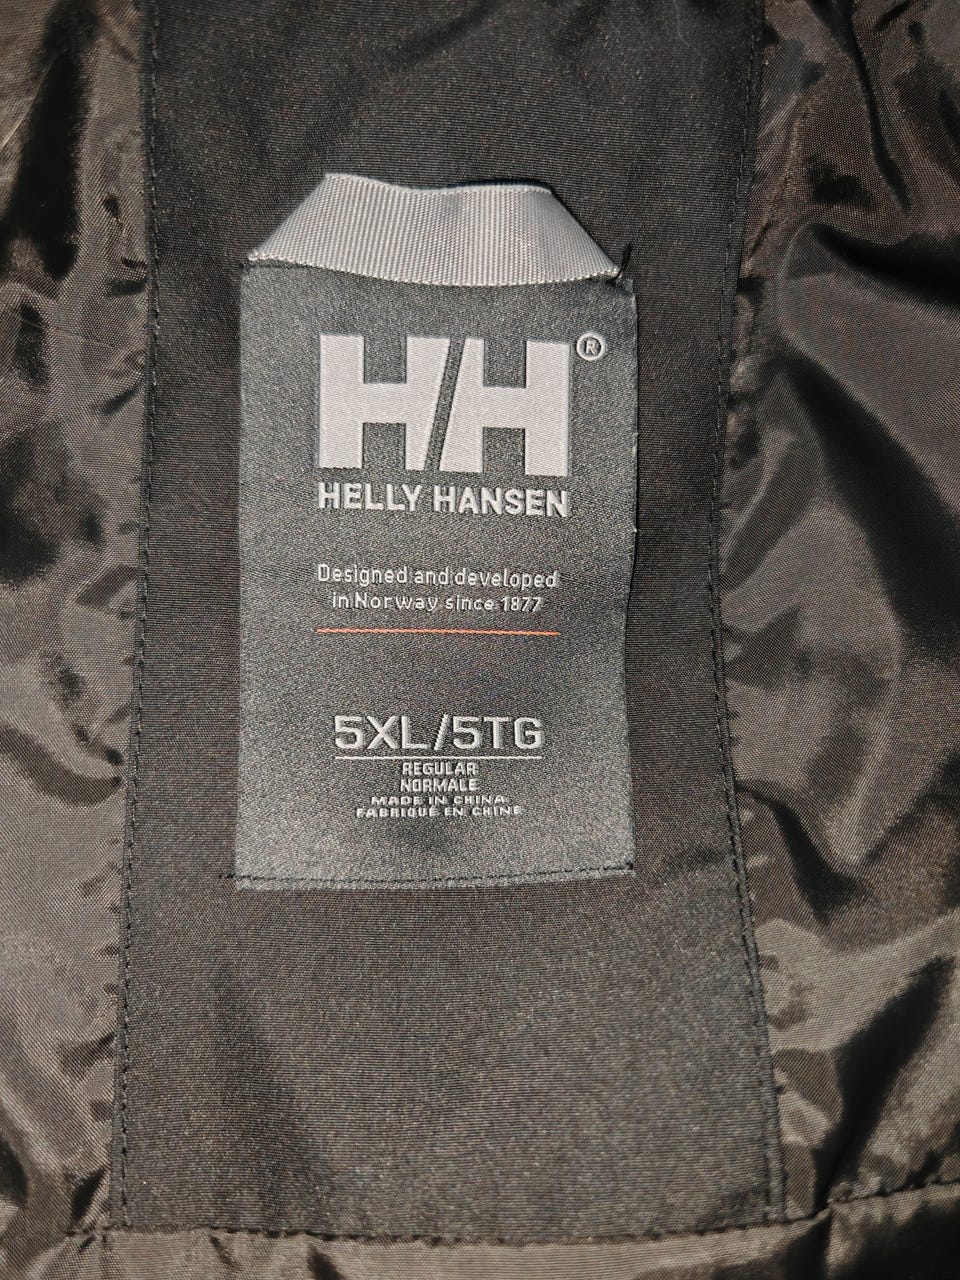 HH®
HELLY HANSEN
Designed and developed
in Norway since 1877
5XL/5TG
REGULAR
NORMALE
MADE IN CHINA.
FABRIQUÉ EN CHINE